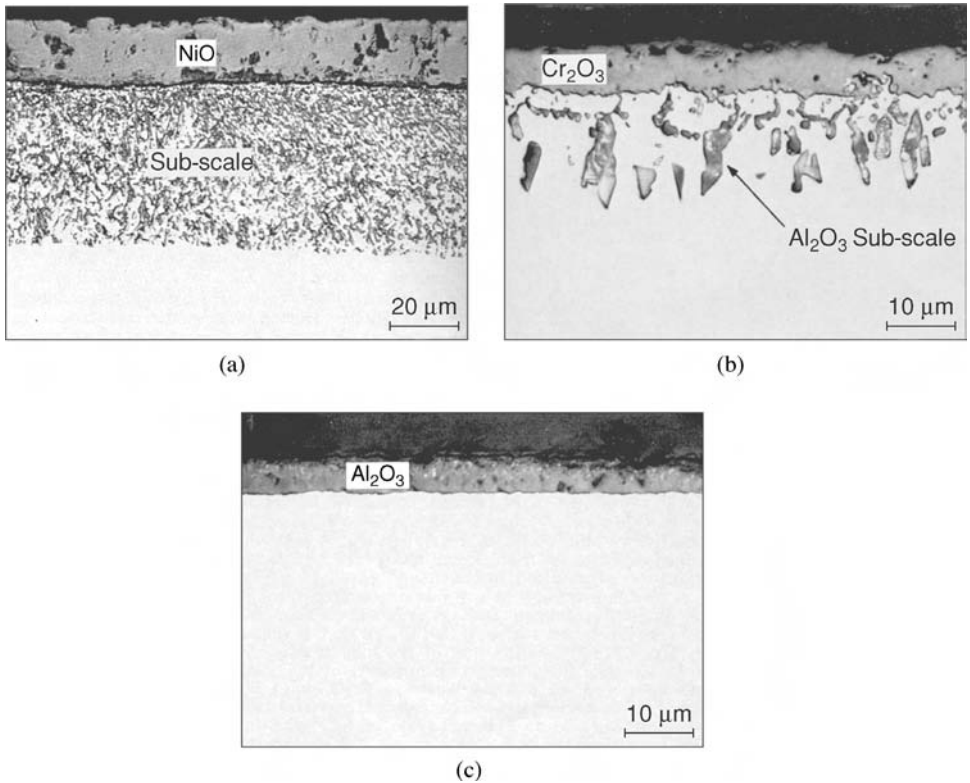 NiO
Sub-scale
20 μm
(a)
Cr₂O₃
Al₂O₃ Sub-scale
10 μm
(b)
Al₂O₃
10 μm
(c)